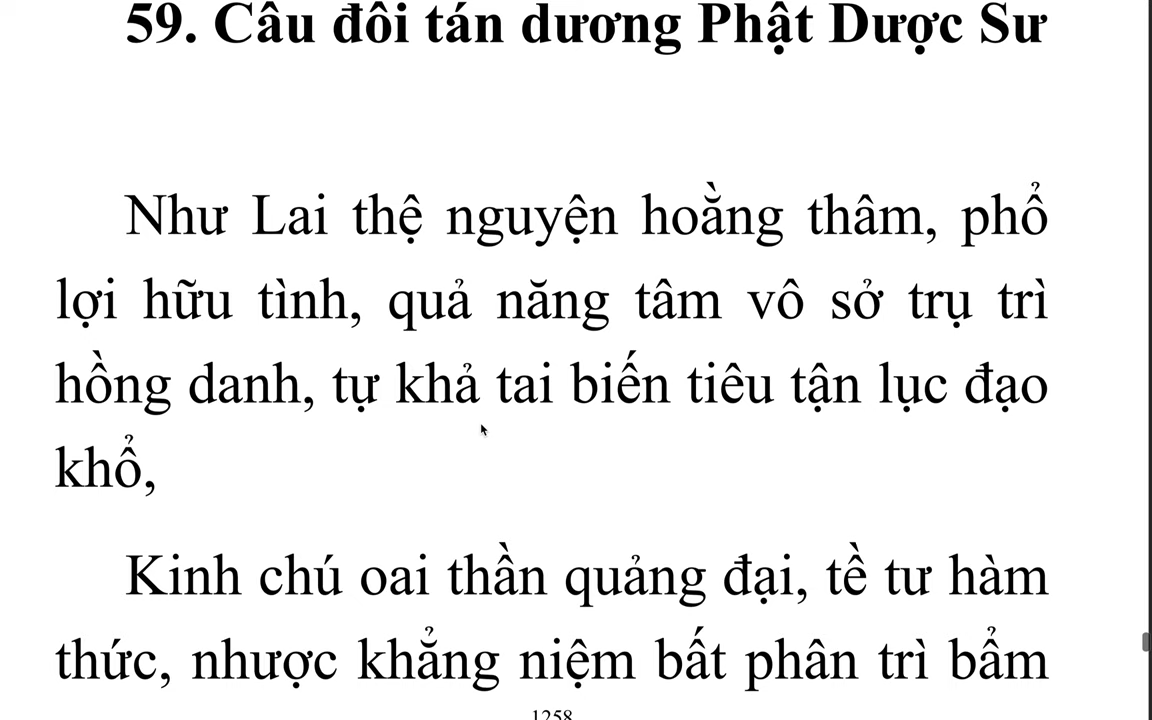 59. Câu đối tán dương Phật Dược Sư
Như Lai thệ nguyện hoằng thâm, phổ
lợi hữu tình, quả năng tâm vô sở trụ trì
hồng danh, tự khả tai biến tiêu tận lục đạo
khổ,
Kinh chú oai thần quảng đại, tề tư hàm
thức, nhược khẳng niệm bất phân trì bẩm
1258